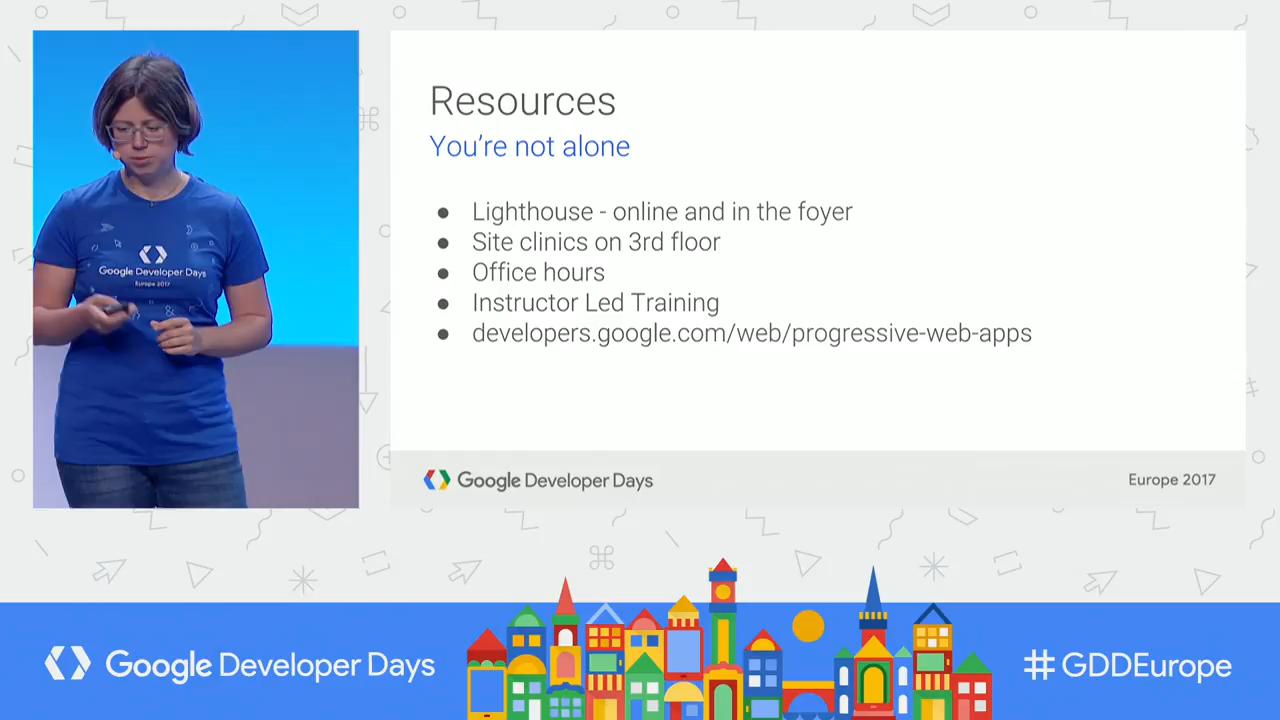 Google Developer Days
Europe 2017
Resources
You're not alone
● Lighthouse - online and in the foyer
● Site clinics on 3rd floor
● Office hours
● Instructor Led Training
● developers.google.com/web/progressive-web-apps
Google Developer Days
Europe 2017
Google Developer Days
#GDDEurope